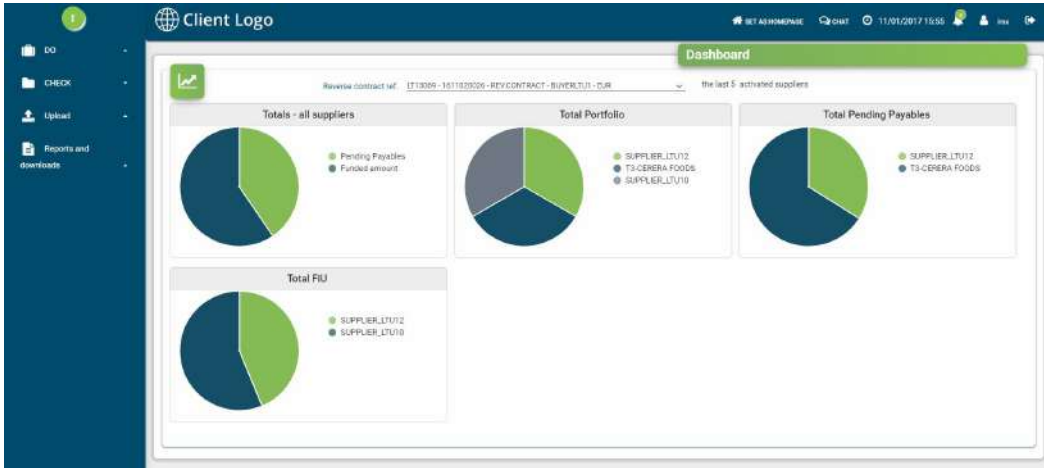 Client Logo
SET AS HOMEPAGE
CHAT
11/01/2017 15:55
DO
CHECK
Upload
Reports and
downloads
Dashboard
Reverse contract ref.
the last 5 activated suppliers
Totals - all suppliers
Pending Payables
Funded amount
Total Portfolio
SUPPLIER_LTU12
T3-CERERA FOODS
SUPPLIER_LTU10
Total Pending Payables
SUPPLIER_LTU12
T3-CERERA FOODS
Total FIU
SUPPLIER_LTU12
SUPPLIER_LTU10